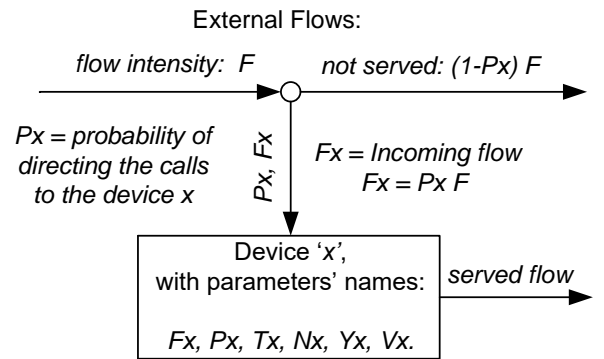 External Flows:
flow intensity: F
not served: (1-Px) F
Px = probability of
directing the calls
to the device x
Px, Fx
Fx = Incoming flow
Fx = Px F
Device ‘x’,
with parameters’ names:
Fx, Px, Tx, Nx, Yx, Vx.
served flow